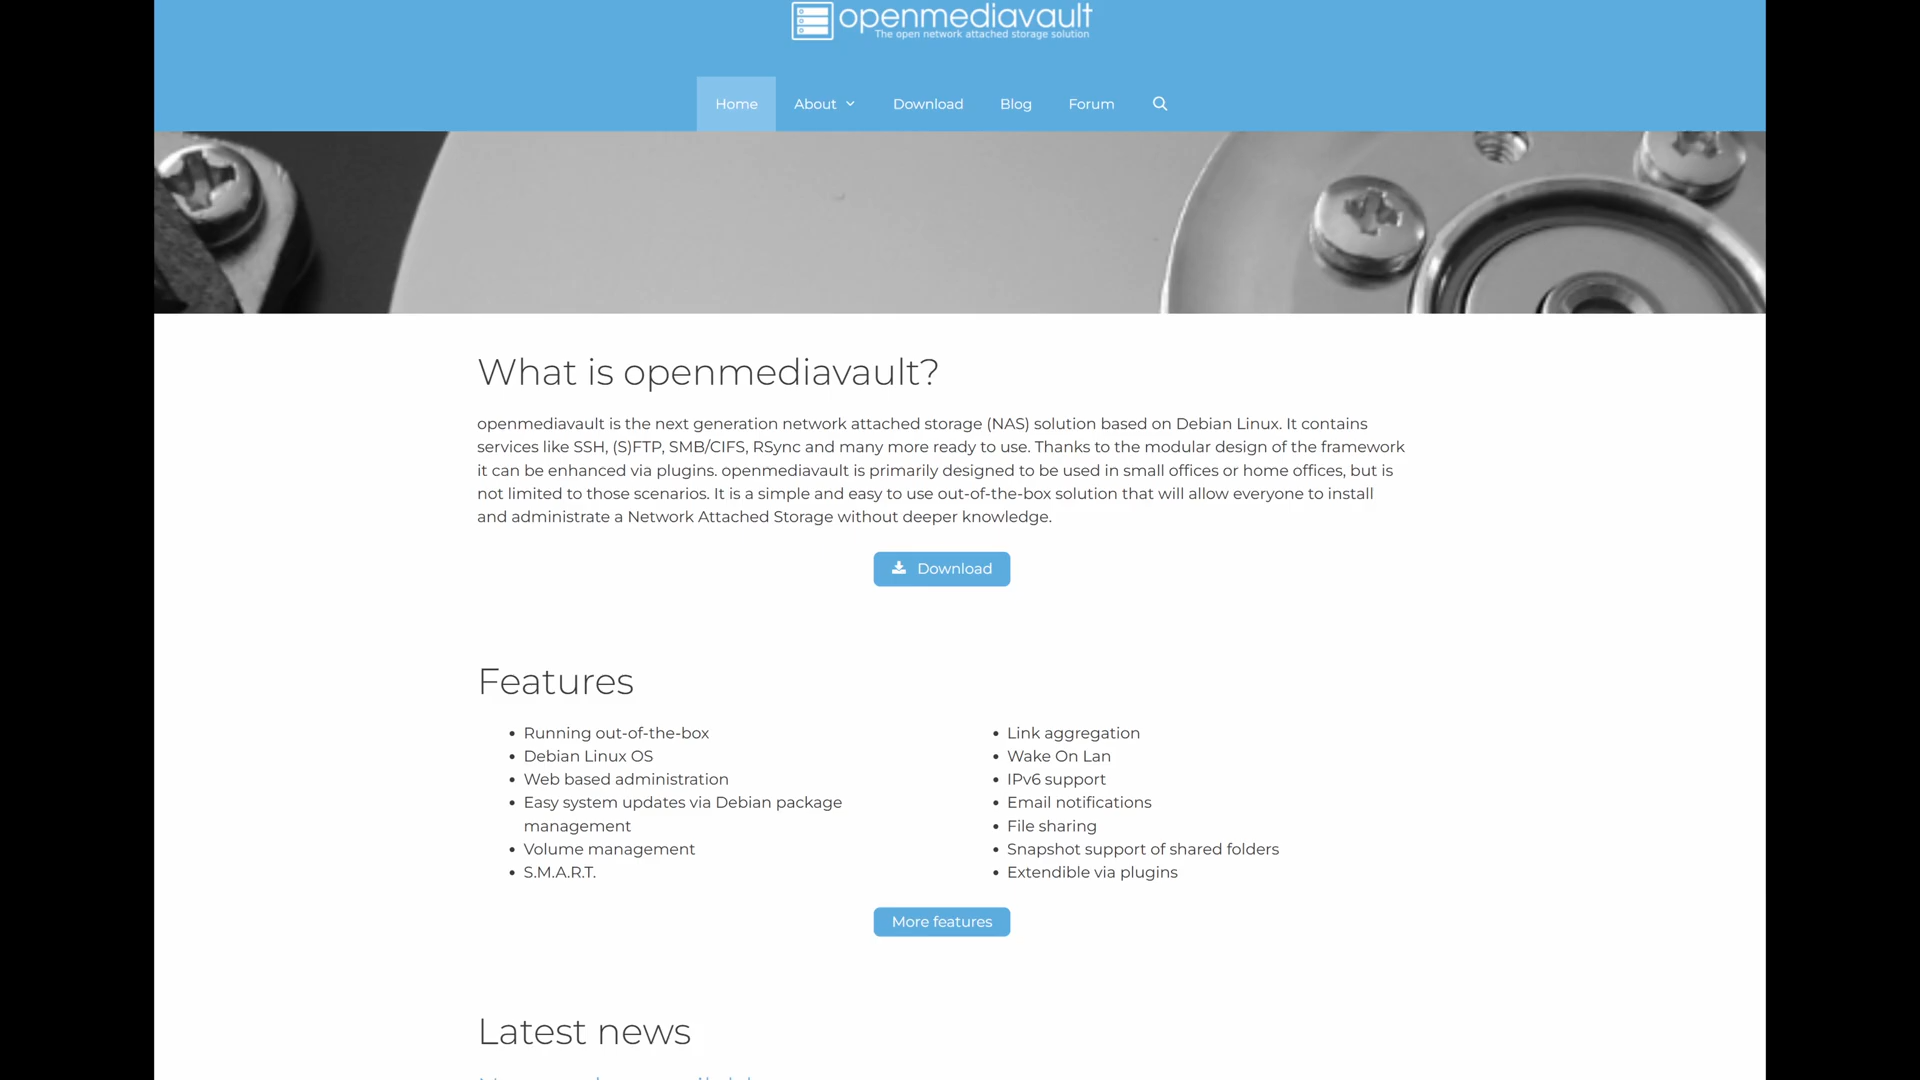 openmediavault
The open network attached storage solution
Home About Download Blog Forum
What is openmediavault?
openmediavault is the next generation network attached storage (NAS) solution based on Debian Linux. It contains
services like SSH, (S)FTP, SMB/CIFS, RSync and many more ready to use. Thanks to the modular design of the framework
it can be enhanced via plugins. openmediavault is primarily designed to be used in small offices or home offices, but is
not limited to those scenarios. It is a simple and easy to use out-of-the-box solution that will allow everyone to install
and administrate a Network Attached Storage without deeper knowledge.
Download
Features
Running out-of-the-box
Debian Linux OS
Web based administration
Easy system updates via Debian package
management
Volume management
S.M.A.R.T.
Link aggregation
Wake On Lan
IPv6 support
Email notifications
File sharing
Snapshot support of shared folders
Extendible via plugins
More features
Latest news